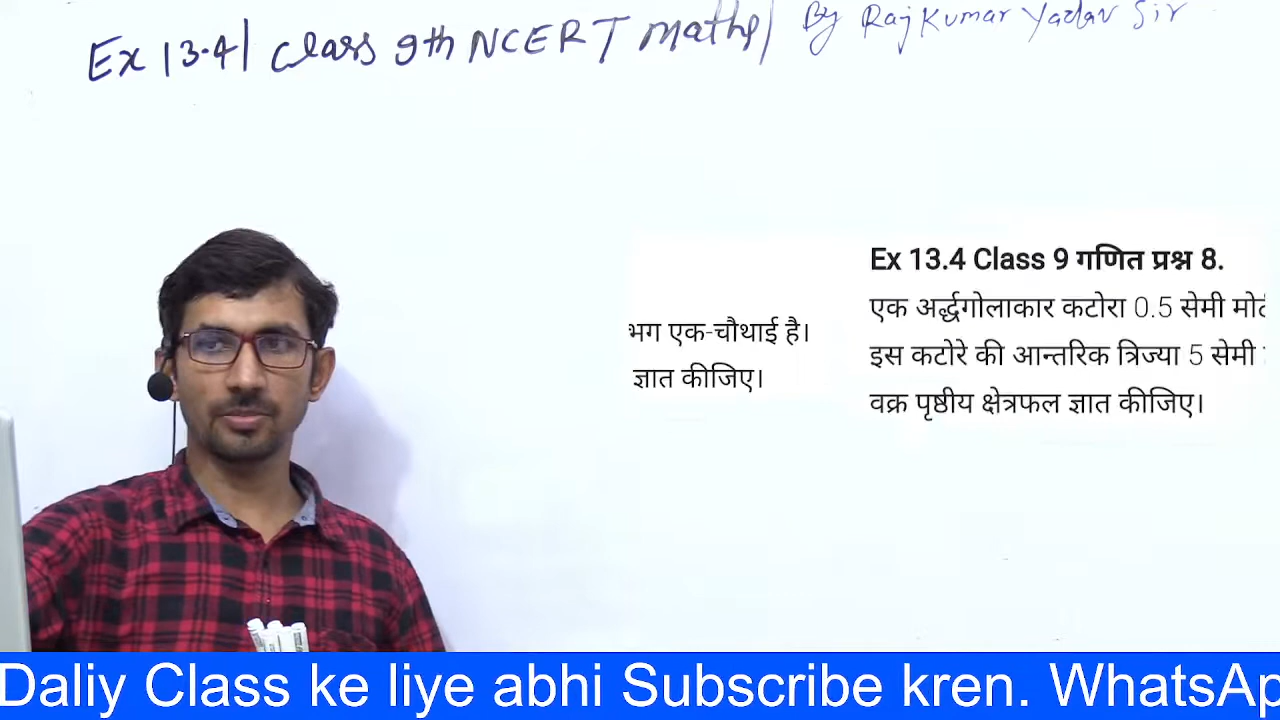 Ex 13.4| Class 9th NCERT maths| By Raj Kumar Yadav Sir
भग एक-चौथाई है।
ज्ञात कीजिए।
Ex 13.4 Class 9 गणित प्रश्न 8.
एक अर्द्धगोलाकार कटोरा 0.5 सेमी
इस कटोरे की आन्तरिक त्रिज्या 5 सेमी
वक्र पृष्ठीय क्षेत्रफल ज्ञात कीजिए।
Daliy Class ke liye abhi Subscribe kren. WhatsAp